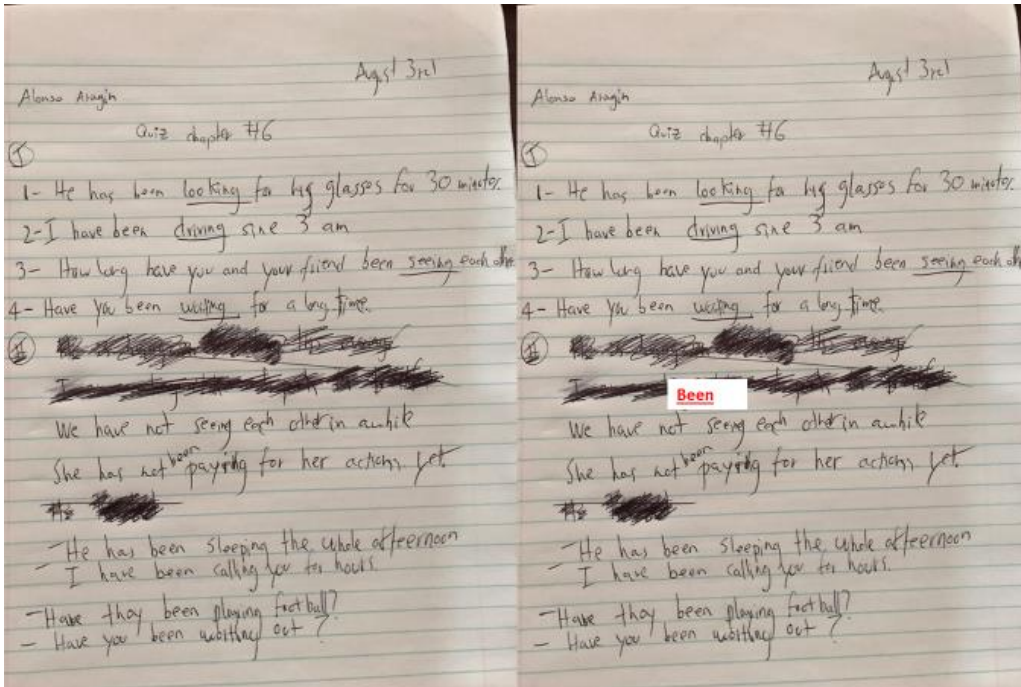 August 3rd
Alonso Aragón
Quiz chapter #6
I
1- He has been looking for his glasses for 30 minutes.
2- I have been driving sine 3 am
3- How long have you and your friend been seeing each other
4- Have you been waiting for a long time.
II
We have not seeing each other in awhile
She has not been paying for her actions yet.
He
- He has been sleeping the whole afteernoon
- I have been calling you for hours.
- Have they been playing football?
- Have you been working out?
August 3rd
Alonso Aragón
Quiz chapter #6
I
1- He has been looking for his glasses for 30 minutes.
2- I have been driving sine 3 am
3- How long have you and your friend been seeing each other
4- Have you been waiting for a long time.
II
Been
We have not seeing each other in awhile
She has not been paying for her actions yet.
He
- He has been sleeping the whole afteernoon
- I have been calling you for hours.
- Have they been playing football?
- Have you been working out?